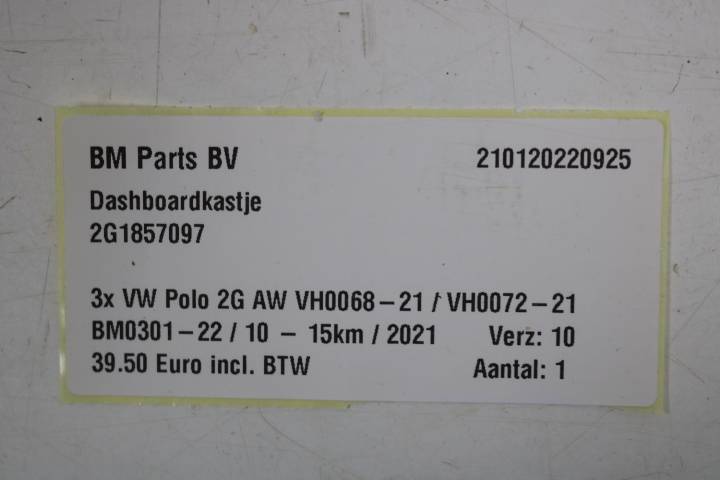 BM Parts BV 210120220925
Dashboardkastje
2G1857097
3x VW Polo 2G AW VH0068-21 / VH0072-21
BM0301-22 / 10 - 15km / 2021 Verz: 10
39.50 Euro incl. BTW Aantal: 1